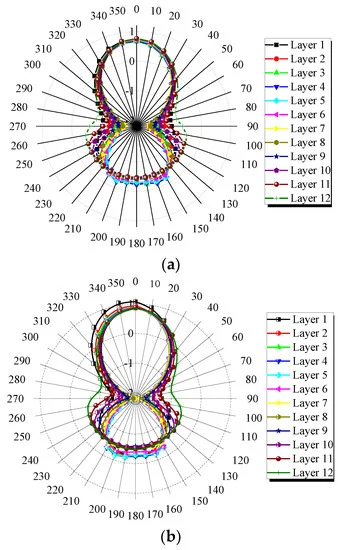 340 350 0 10 20
330 30
320 40
310 50
300 60
290 70
280 80
270 90
260 100
250 110
240 120
230 130
220 140
210 150
200 190 180 170 160
1
0
-1
Layer 1
Layer 2
Layer 3
Layer 4
Layer 5
Layer 6
Layer 7
Layer 8
Layer 9
Layer 10
Layer 11
Layer 12
(a)
340 350 0 10 20
330 30
320 40
310 50
300 60
290 70
280 80
270 90
260 100
250 110
240 120
230 130
220 140
210 150
200 190 180 170 160
1
0
-1
Layer 1
Layer 2
Layer 3
Layer 4
Layer 5
Layer 6
Layer 7
Layer 8
Layer 9
Layer 10
Layer 11
Layer 12
(b)